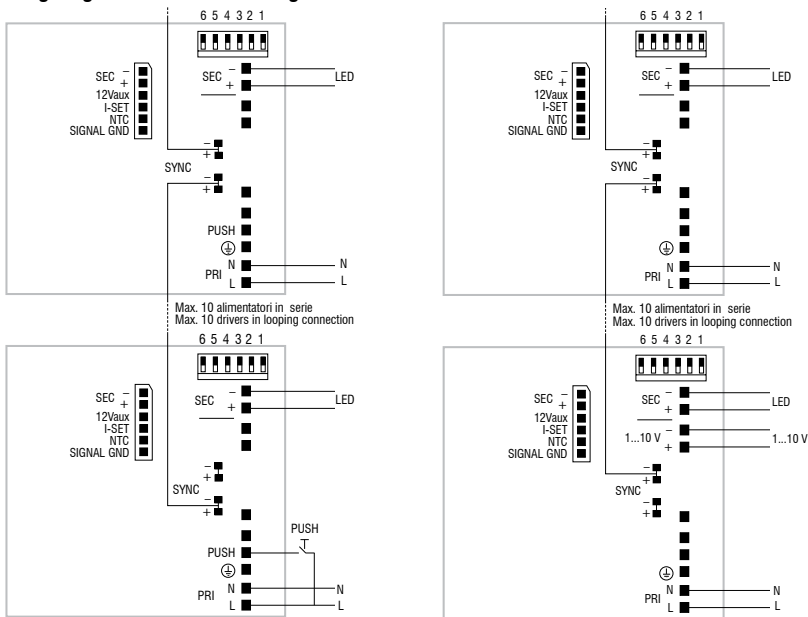 6 5 4 3 2 1
SEC –
+
12Vaux
I-SET
NTC
SIGNAL GND
SEC –
+
LED
–
+
SYNC
–
+
PUSH
PRI
N
L
N
L
6 5 4 3 2 1
SEC –
+
12Vaux
I-SET
NTC
SIGNAL GND
SEC –
+
LED
–
+
SYNC
–
+
PRI
N
L
N
L
Max. 10 alimentatori in serie
Max. 10 drivers in looping connection
Max. 10 alimentatori in serie
Max. 10 drivers in looping connection
6 5 4 3 2 1
SEC –
+
12Vaux
I-SET
NTC
SIGNAL GND
SEC –
+
LED
–
+
SYNC
–
+
PUSH
PUSH
PRI
N
L
N
L
6 5 4 3 2 1
SEC –
+
12Vaux
I-SET
NTC
SIGNAL GND
SEC –
+
LED
1...10 V –
+
1...10 V
–
+
SYNC
–
+
PRI
N
L
N
L